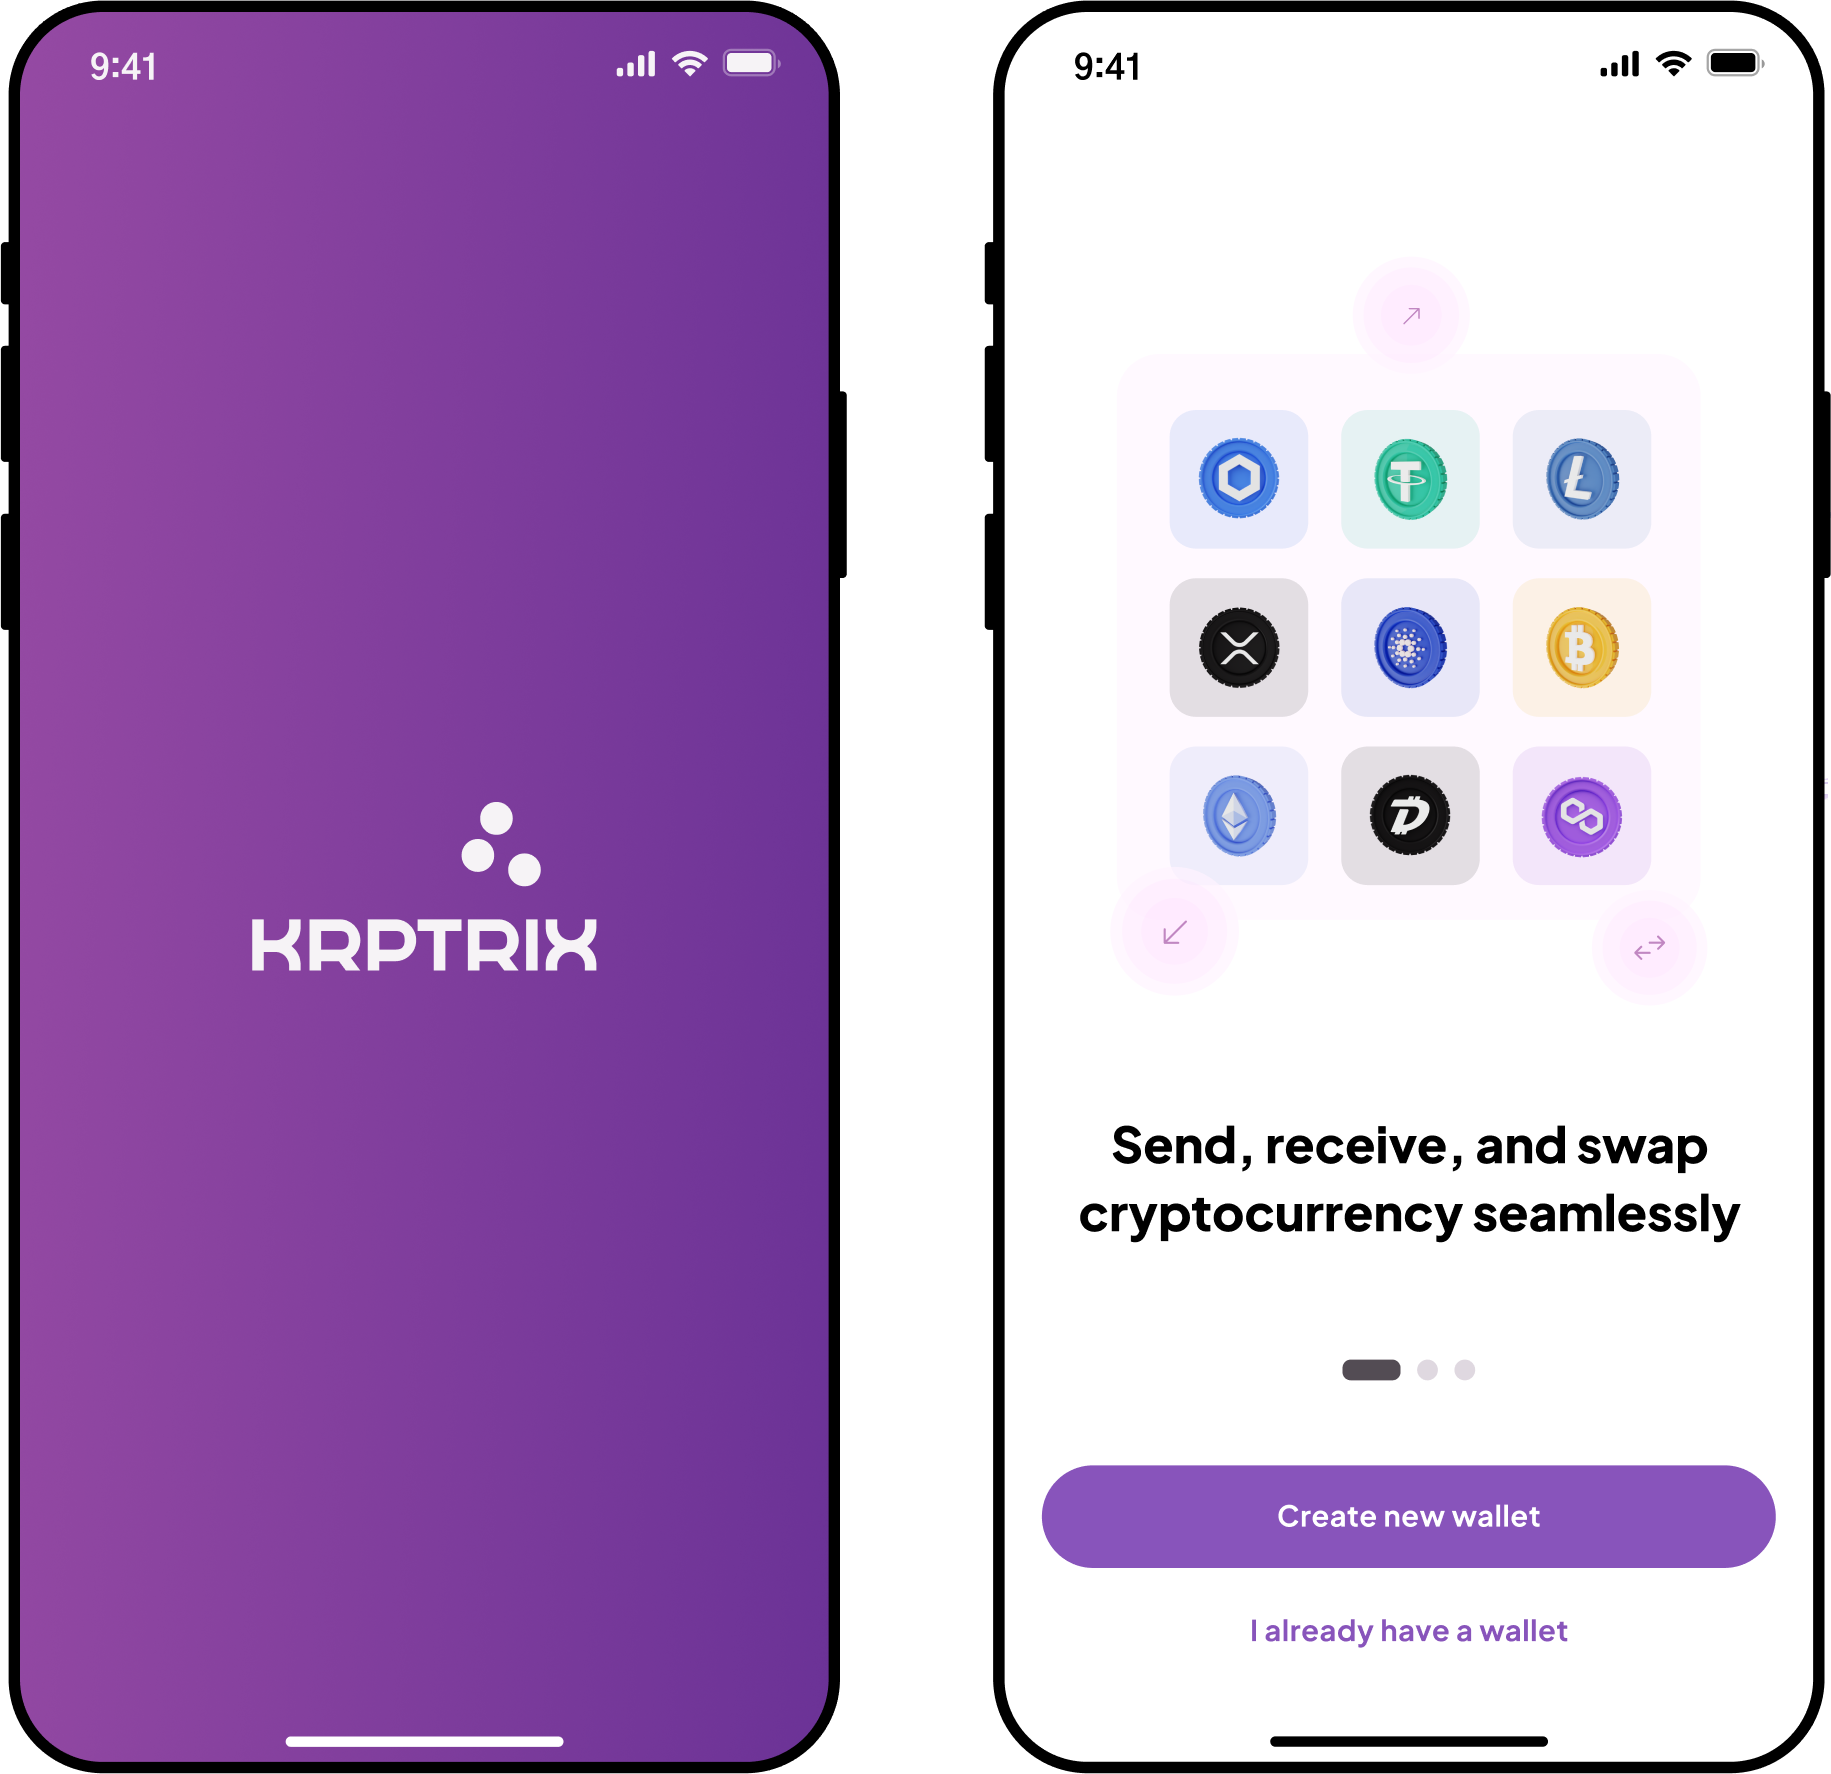 9:41
KRPTRIX
9:41
Send, receive, and swap
cryptocurrency seamlessly
Create new wallet
I already have a wallet